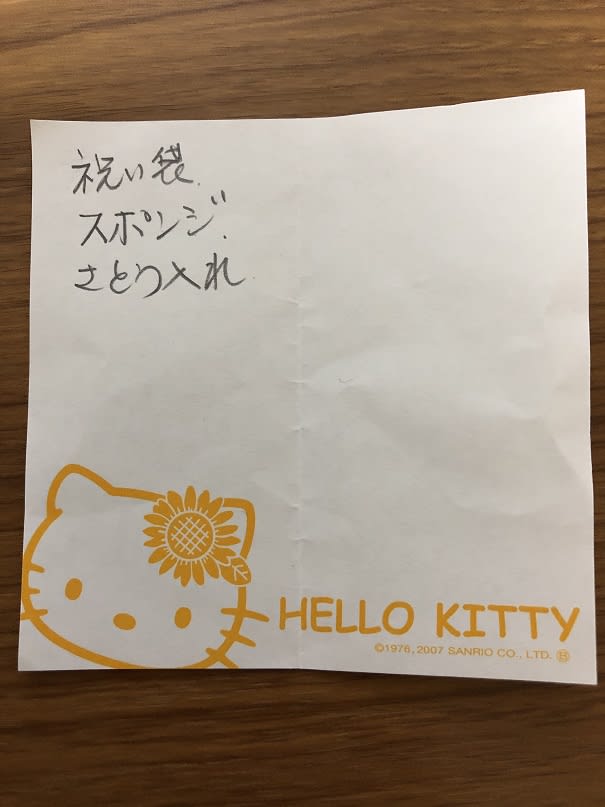 祝い袋.
スポンジ.
さとう入れ.
HELLO KITTY
©1976, 2007 SANRIO CO., LTD. Ⓑ